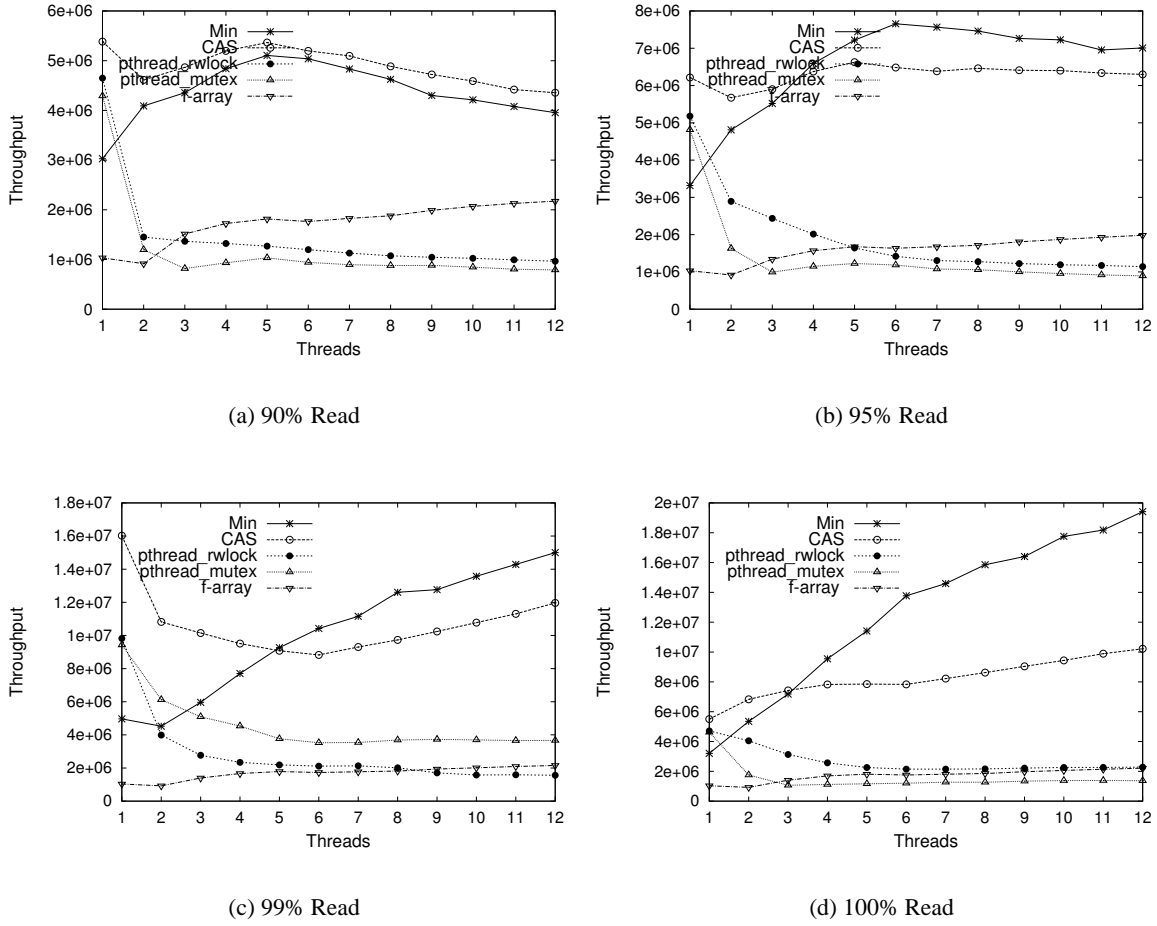 Throughput
6e+06
5e+06
4e+06
3e+06
2e+06
1e+06
0
Min
CAS
pthread_rwlock
pthread_mutex
f-array
1 2 3 4 5 6 7 8 9 10 11 12
Threads
(a) 90% Read
Throughput
8e+06
7e+06
6e+06
5e+06
4e+06
3e+06
2e+06
1e+06
0
Min
CAS
pthread_rwlock
pthread_mutex
f-array
1 2 3 4 5 6 7 8 9 10 11 12
Threads
(b) 95% Read
Throughput
1.8e+07
1.6e+07
1.4e+07
1.2e+07
1e+07
8e+06
6e+06
4e+06
2e+06
0
Min
CAS
pthread_rwlock
pthread_mutex
f-array
1 2 3 4 5 6 7 8 9 10 11 12
Threads
(c) 99% Read
Throughput
2e+07
1.8e+07
1.6e+07
1.4e+07
1.2e+07
1e+07
8e+06
6e+06
4e+06
2e+06
0
Min
CAS
pthread_rwlock
pthread_mutex
f-array
1 2 3 4 5 6 7 8 9 10 11 12
Threads
(d) 100% Read